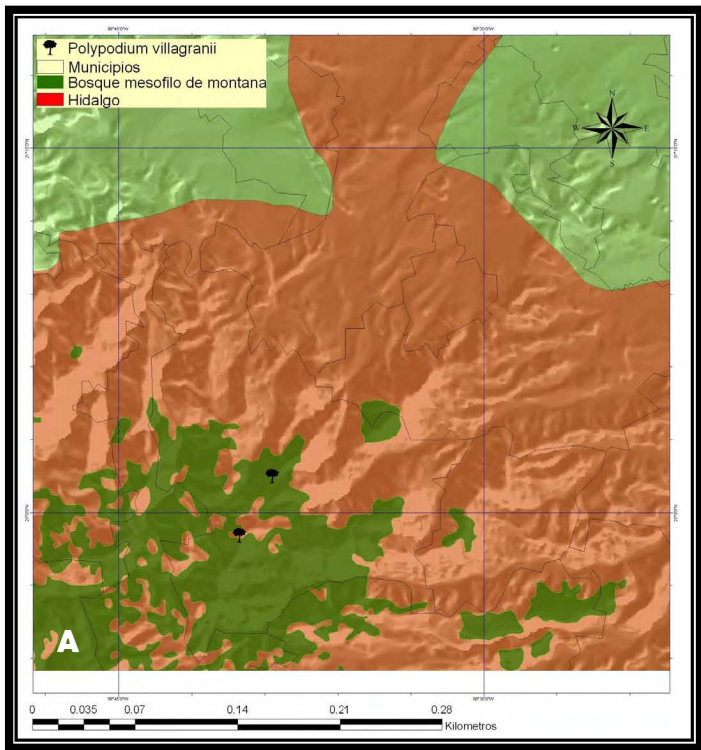 Polypodium villagranii
Municipios
Bosque mesofilo de montana
Hidalgo
N
W
E
S
A
0
0.035
0.07
0.14
0.21
0.28
Kilometros